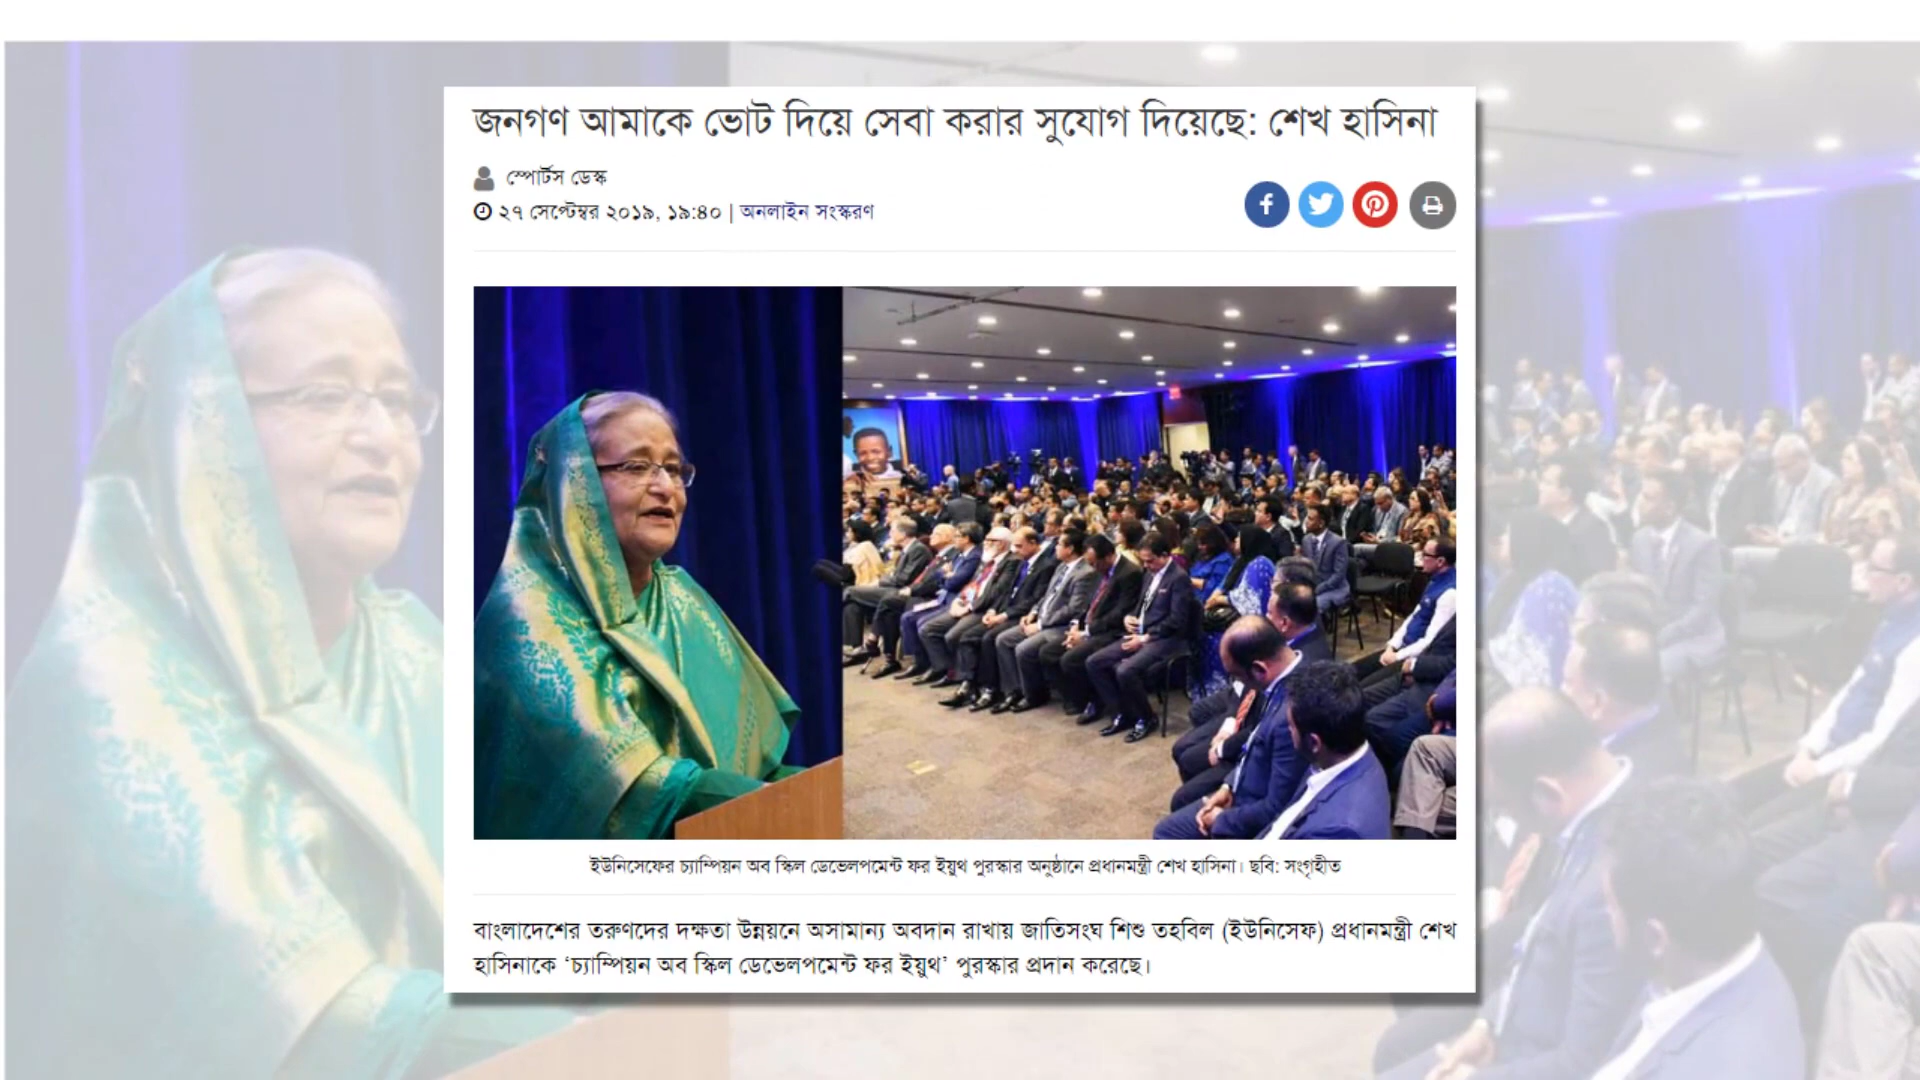 জনগণ আমাকে ভোট দিয়ে সেবা করার সুযোগ দিয়েছে: শেখ হাসিনা
স্পোর্টস ডেস্ক
২৭ সেপ্টেম্বর ২০১৯, ১৯:৪০ | অনলাইন সংস্করণ
ইউনিসেফের চ্যাম্পিয়ন অব স্কিল ডেভেলপমেন্ট ফর ইয়ুথ পুরস্কার অনুষ্ঠানে প্রধানমন্ত্রী শেখ হাসিনা। ছবি: সংগৃহীত
বাংলাদেশের তরুণদের দক্ষতা উন্নয়নে অসামান্য অবদান রাখায় জাতিসংঘ শিশু তহবিল (ইউনিসেফ) প্রধানমন্ত্রী শেখ
হাসিনাকে ‘চ্যাম্পিয়ন অব স্কিল ডেভেলপমেন্ট ফর ইয়ুথ’ পুরস্কার প্রদান করেছে।